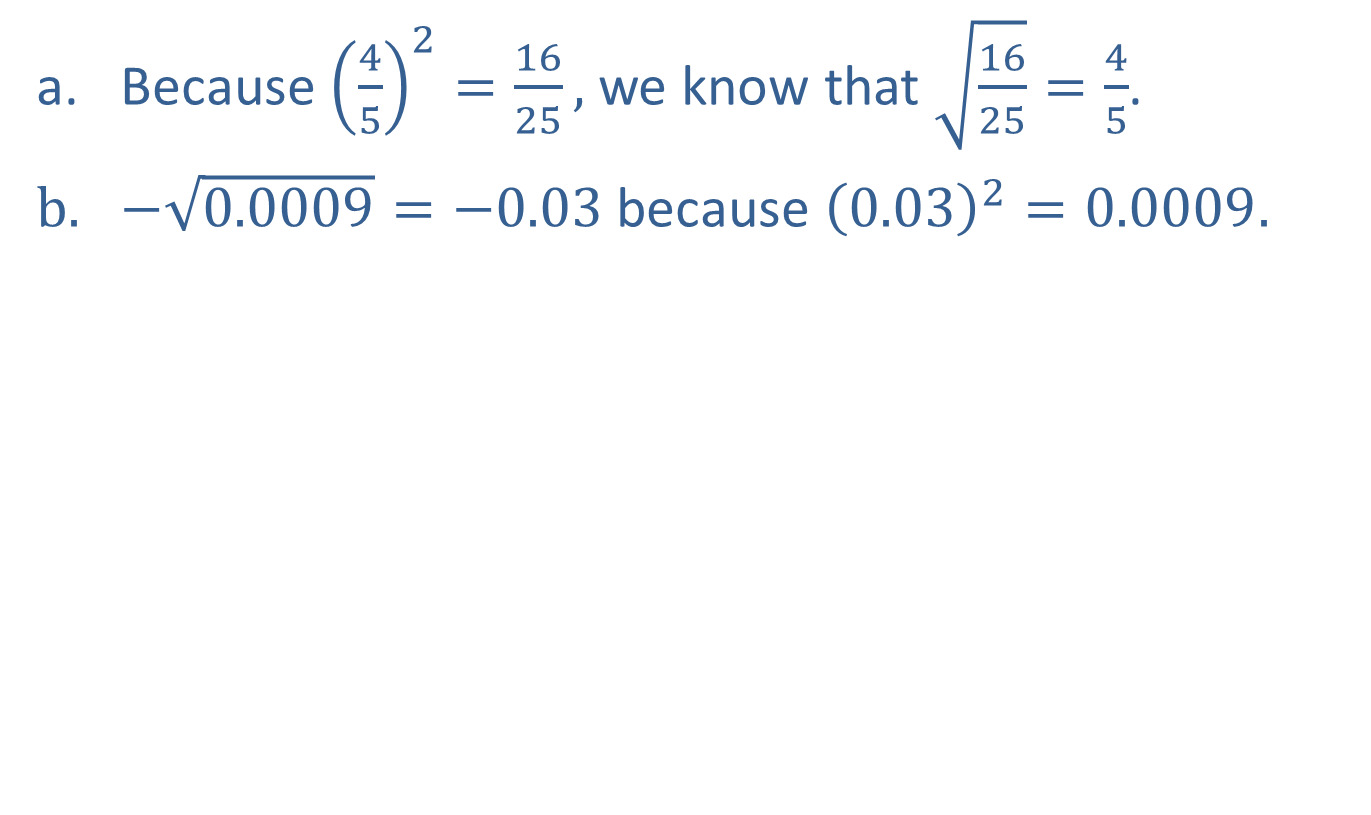 a. Because (4/5)² = 16/25, we know that √(16/25) = 4/5.
b. −√0.0009 = −0.03 because (0.03)² = 0.0009.